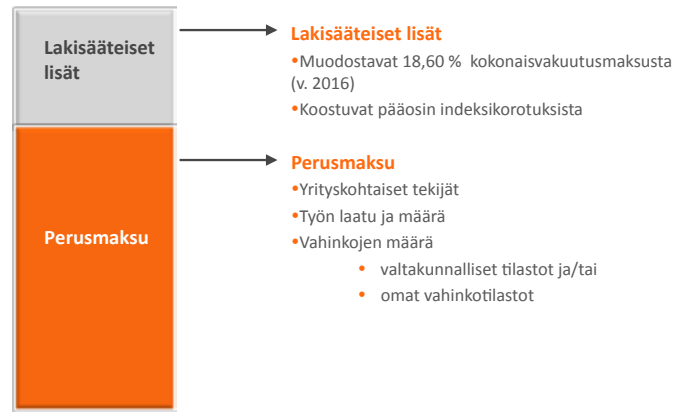 Lakisääteiset
lisät
Lakisääteiset lisät
•Muodostavat 18,60 % kokonaisvakuutusmaksusta
(v. 2016)
•Koostuvat pääosin indeksikorotuksista
Perusmaksu
Perusmaksu
•Yrityskohtaiset tekijät
•Työn laatu ja määrä
•Vahinkojen määrä
• valtakunnalliset tilastot ja/tai
• omat vahinkotilastot